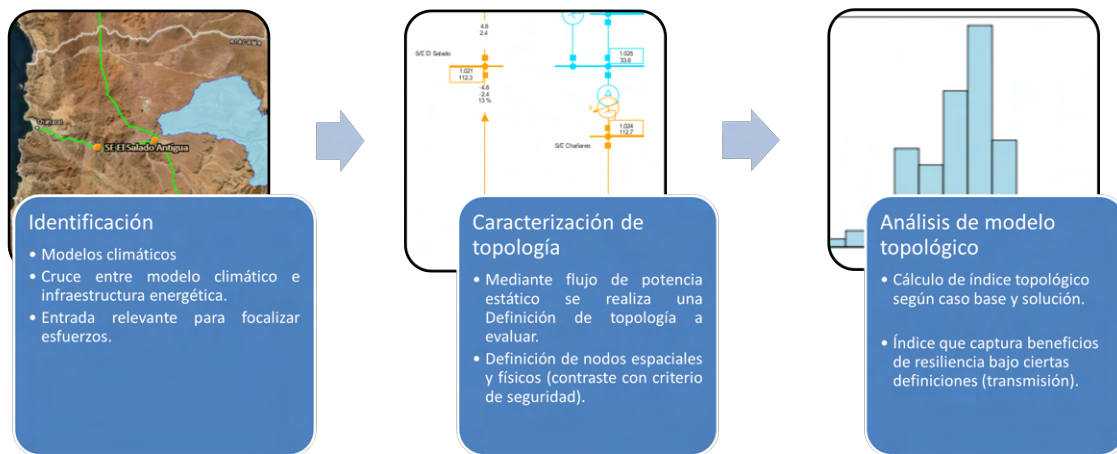 ATACAMA
Chañaral
SE El Salado Antigua
Identificación
• Modelos climáticos
• Cruce entre modelo climático e
infraestructura energética.
• Entrada relevante para focalizar
esfuerzos.
4.8
2.4
S/E El Salado
1.021
112.3
-4.8
-2.4
13 %
1.025
33.8
1.024
112.7
S/E Chañares
Caracterización de
topología
• Mediante flujo de potencia
estático se realiza una
Definición de topología a
evaluar.
• Definición de nodos espaciales
y físicos (contraste con criterio
de seguridad).
Análisis de modelo
topológico
• Cálculo de índice topológico
según caso base y solución.
• Índice que captura beneficios
de resiliencia bajo ciertas
definiciones (transmisión).